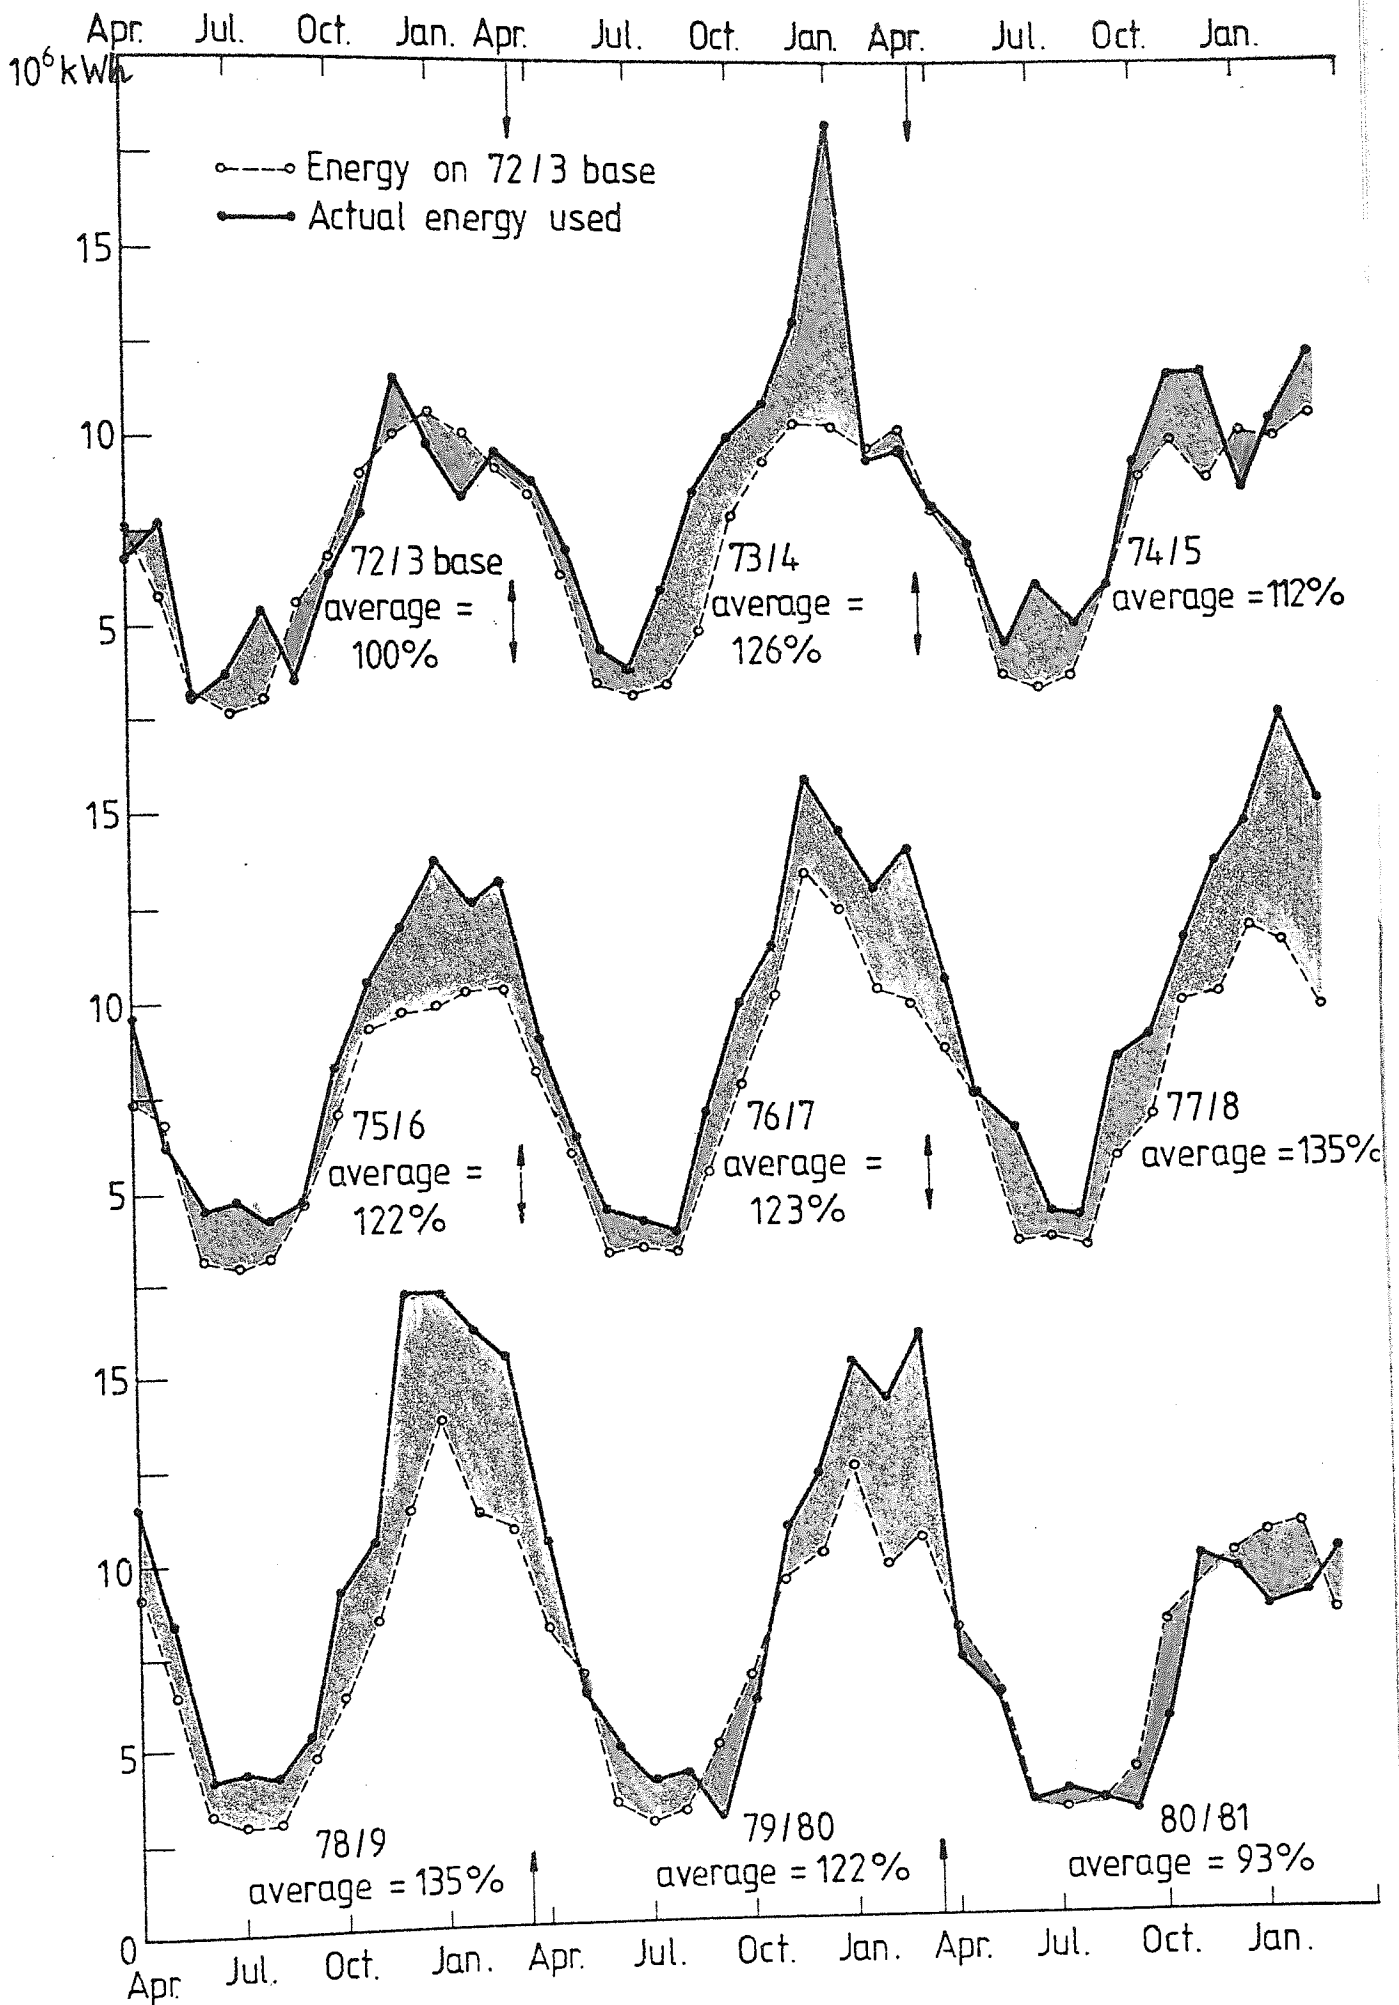 Apr. Jul. Oct. Jan. Apr. Jul. Oct. Jan. Apr. Jul. Oct. Jan.
10⁶ kWh
Energy on 72/3 base
Actual energy used
15
10
72/3 base
average =
100%
73/4
average =
126%
74/5
average = 112%
5
15
10
75/6
average =
122%
76/7
average =
123%
77/8
average = 135%
5
15
10
5
78/9
average = 135%
79/80
average = 122%
80/81
average = 93%
0
Apr. Jul. Oct. Jan. Apr. Jul. Oct. Jan. Apr. Jul. Oct. Jan.